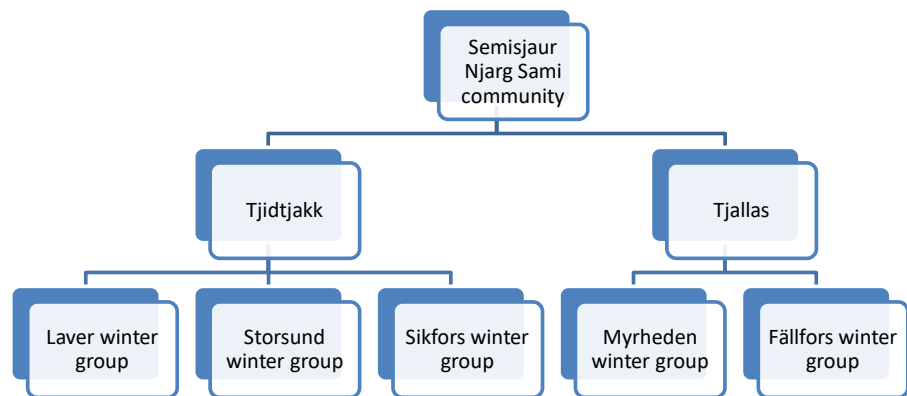 Semisjaur
Njarg Sami
community
Tjidtjakk
Tjallas
Laver winter
group
Storsund
winter group
Sikfors winter
group
Myrheden
winter group
Fällfors winter
group